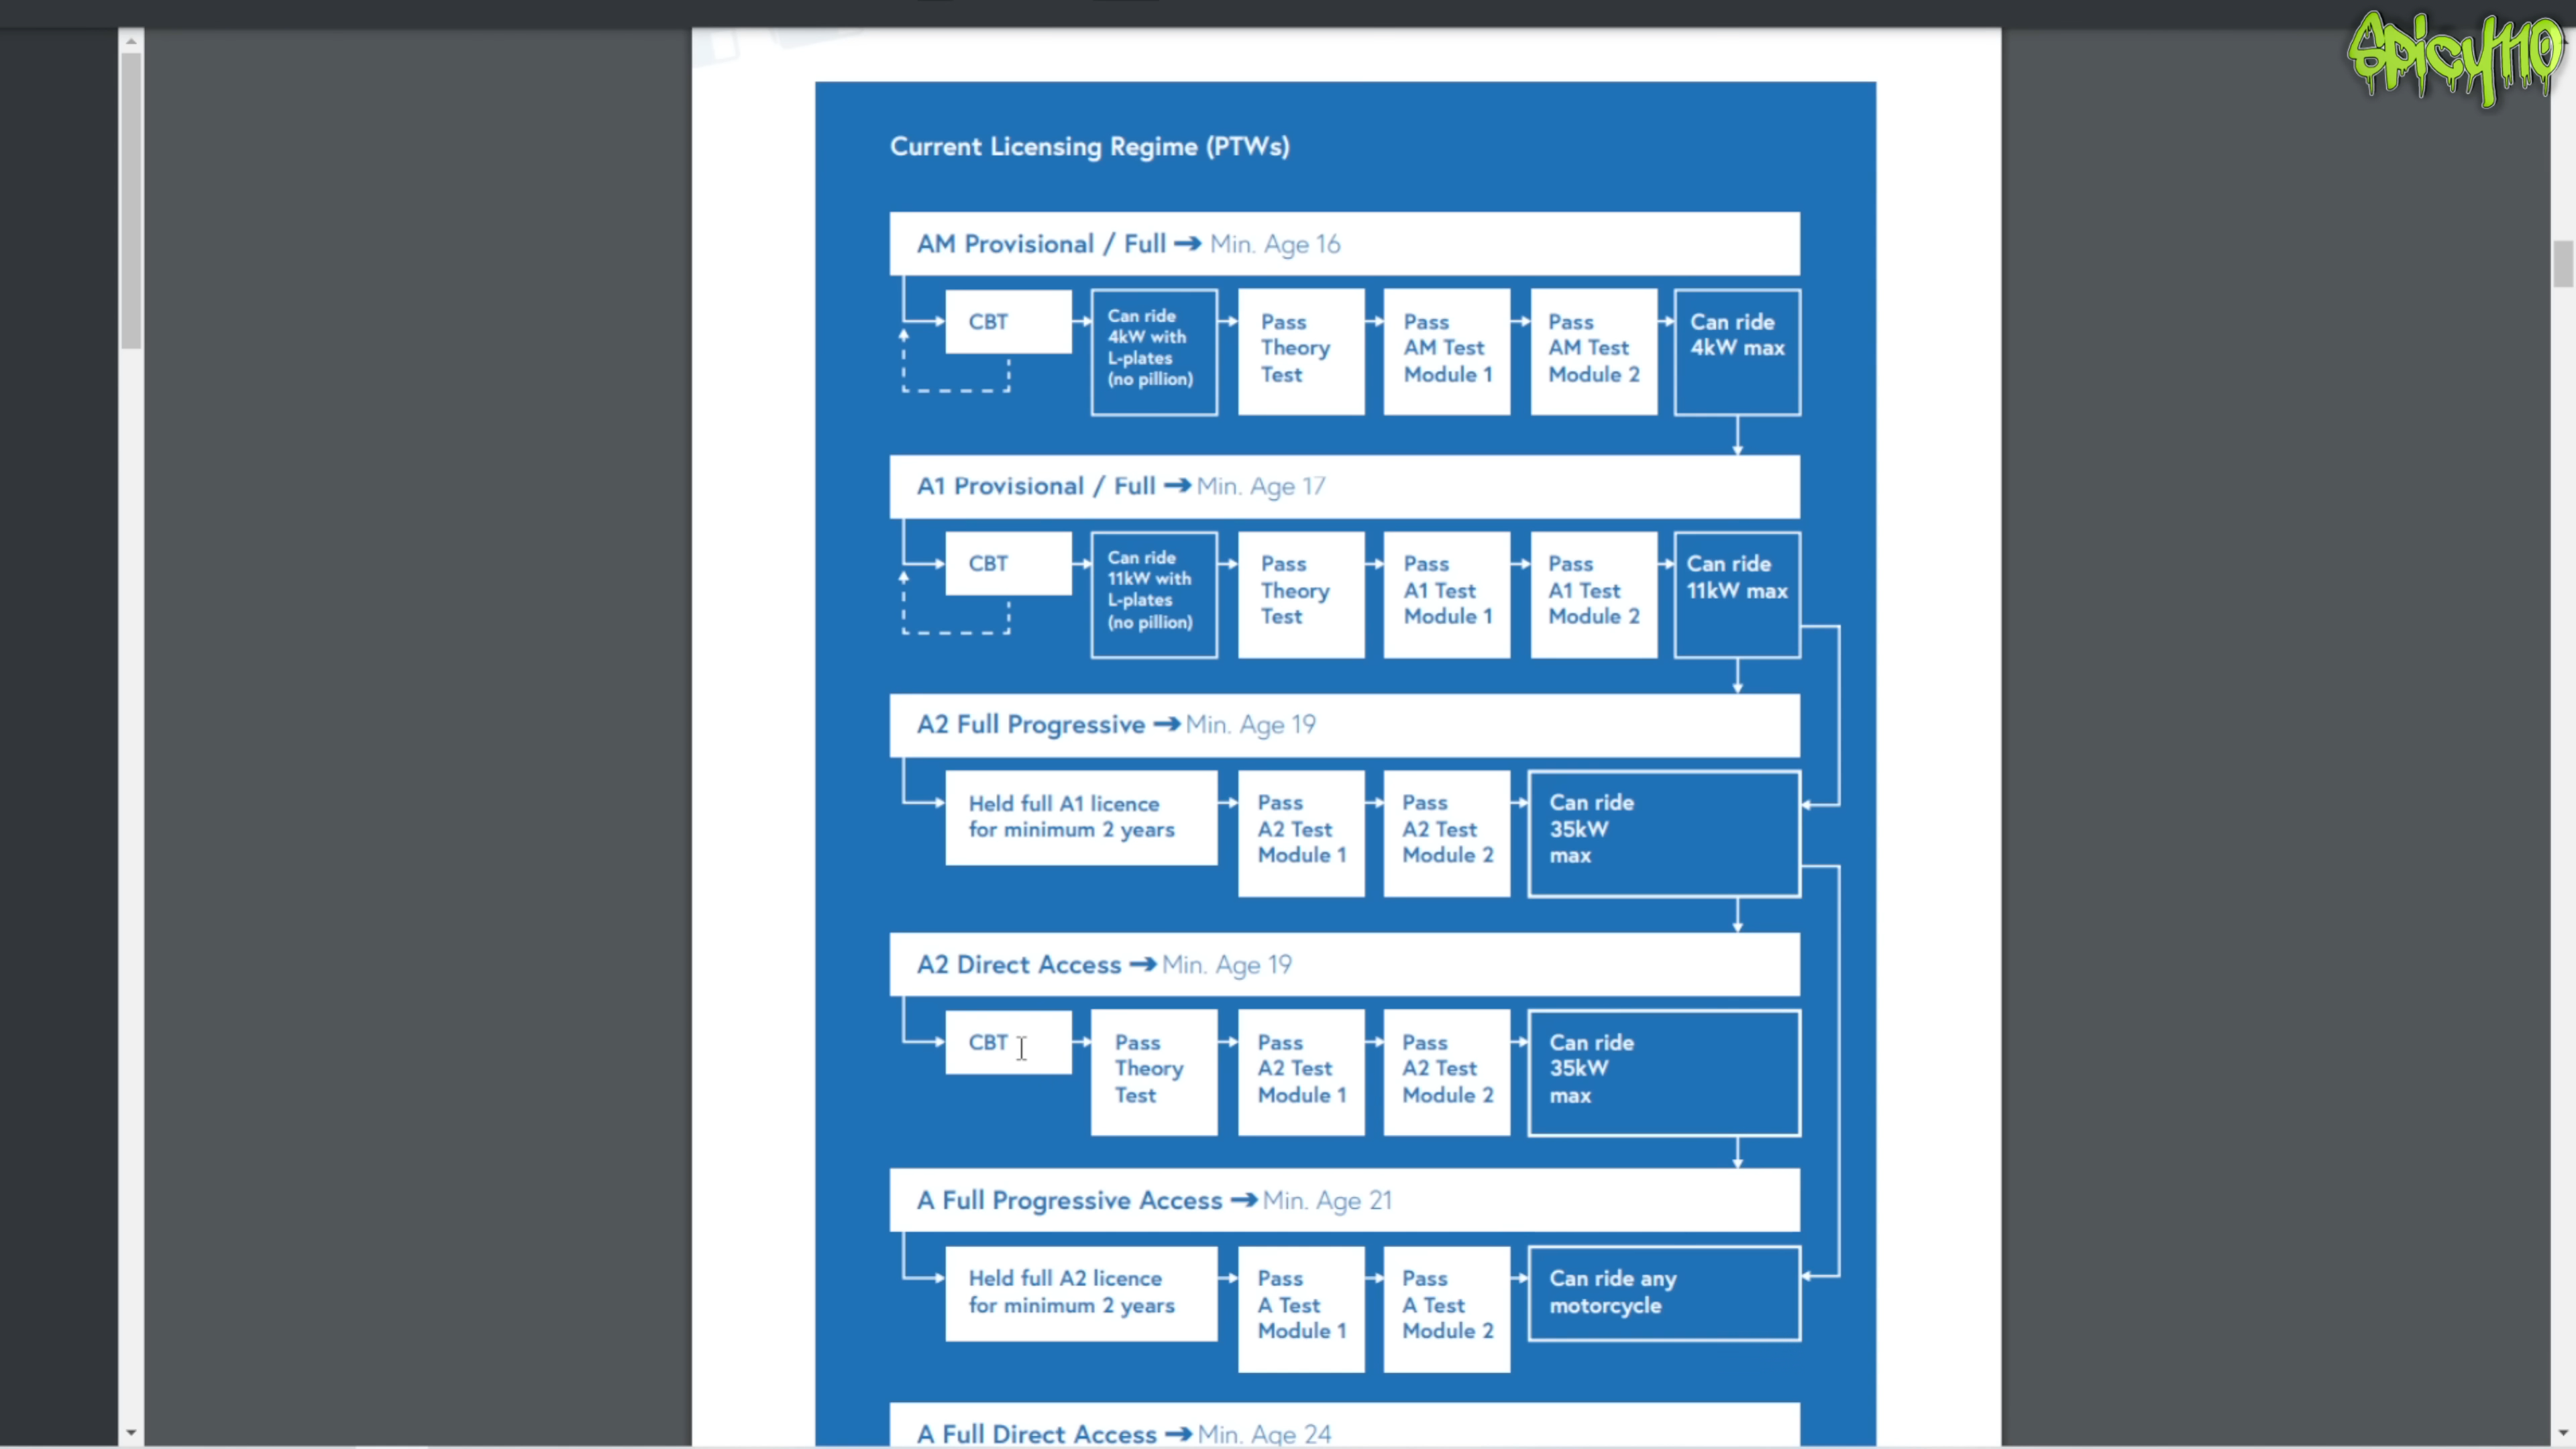 SpicyMO
Current Licensing Regime (PTWs)
AM Provisional / Full ➔ Min. Age 16
CBT
Can ride
4kW with
L-plates
(no pillion)
Pass
Theory
Test
Pass
AM Test
Module 1
Pass
AM Test
Module 2
Can ride
4kW max
A1 Provisional / Full ➔ Min. Age 17
CBT
Can ride
11kW with
L-plates
(no pillion)
Pass
Theory
Test
Pass
A1 Test
Module 1
Pass
A1 Test
Module 2
Can ride
11kW max
A2 Full Progressive ➔ Min. Age 19
Held full A1 licence
for minimum 2 years
Pass
A2 Test
Module 1
Pass
A2 Test
Module 2
Can ride
35kW
max
A2 Direct Access ➔ Min. Age 19
CBT
Pass
Theory
Test
Pass
A2 Test
Module 1
Pass
A2 Test
Module 2
Can ride
35kW
max
A Full Progressive Access ➔ Min. Age 21
Held full A2 licence
for minimum 2 years
Pass
A Test
Module 1
Pass
A Test
Module 2
Can ride any
motorcycle
A Full Direct Access ➔ Min. Age 24